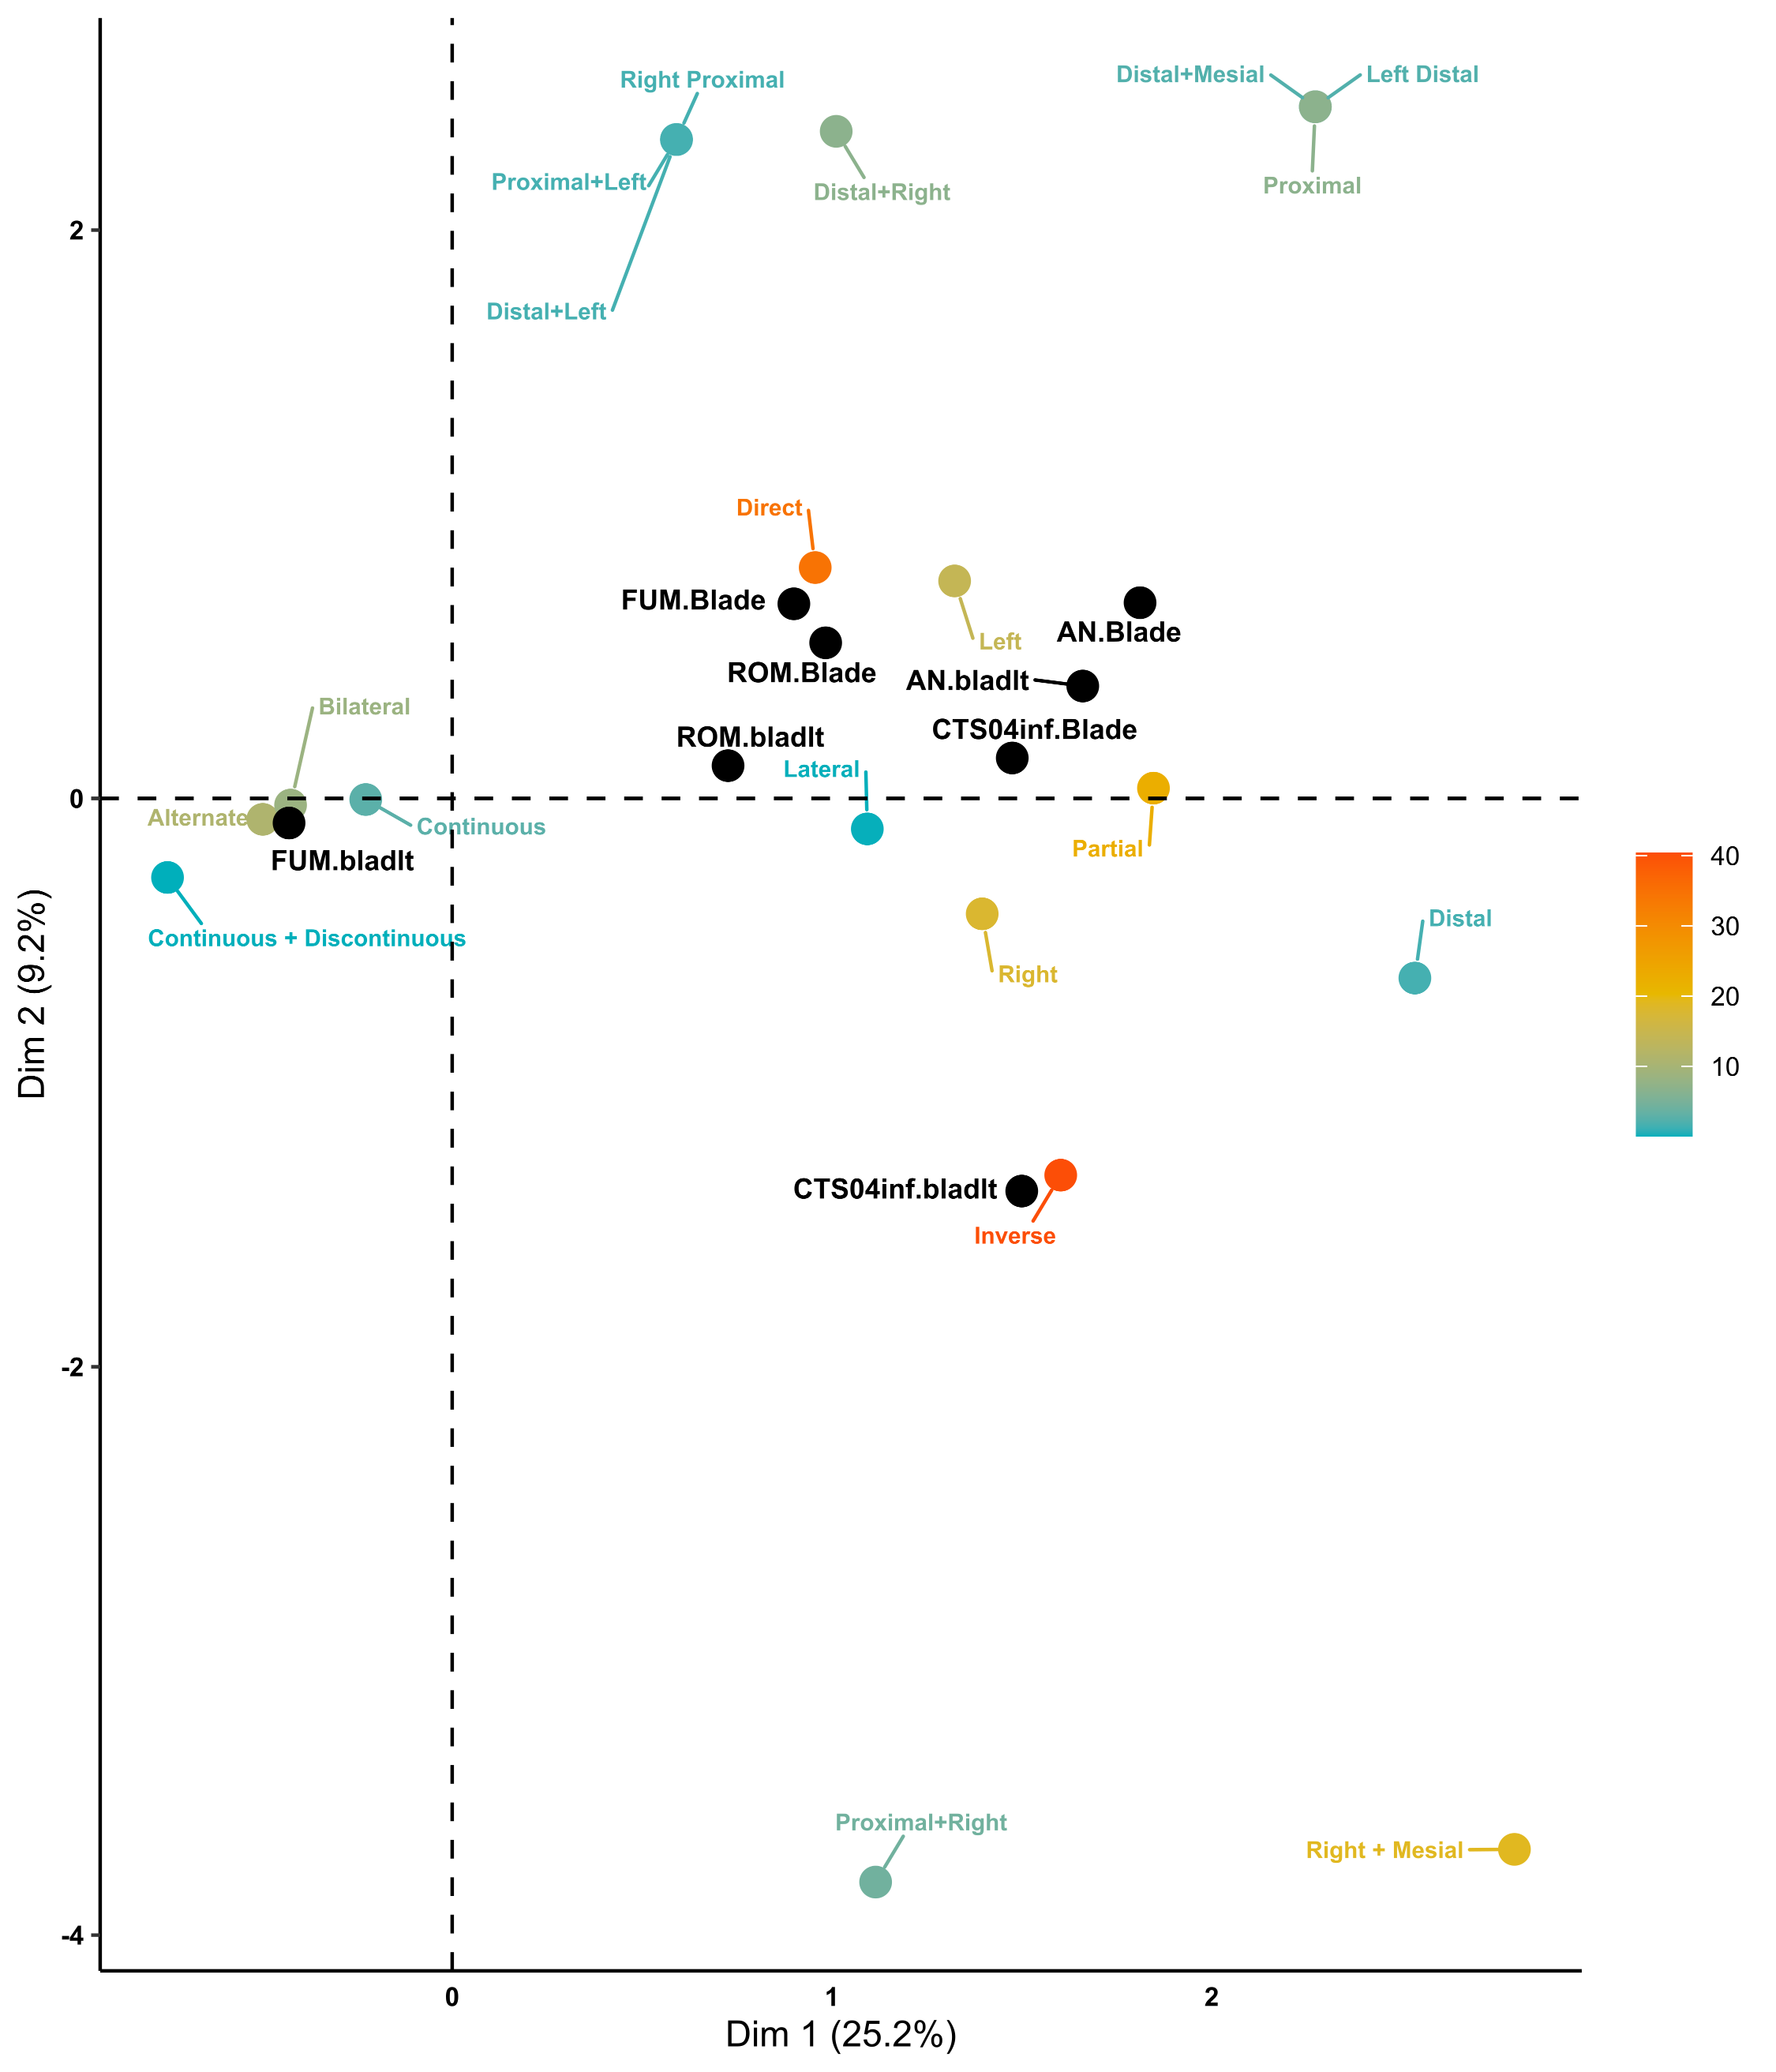 Right Proximal
Distal+Mesial
Left Distal
Proximal+Left
Distal+Right
Proximal
2
Distal+Left
Direct
FUM.Blade
Left
AN.Blade
ROM.Blade
AN.bladlt
Bilateral
CTS04inf.Blade
ROM.bladlt
Lateral
0
Alternate
Continuous
Partial
FUM.bladlt
Continuous + Discontinuous
Distal
Right
40
30
20
10
Dim 2 (9.2%)
CTS04inf.bladlt
Inverse
-2
Proximal+Right
Right + Mesial
-4
0
1
2
Dim 1 (25.2%)